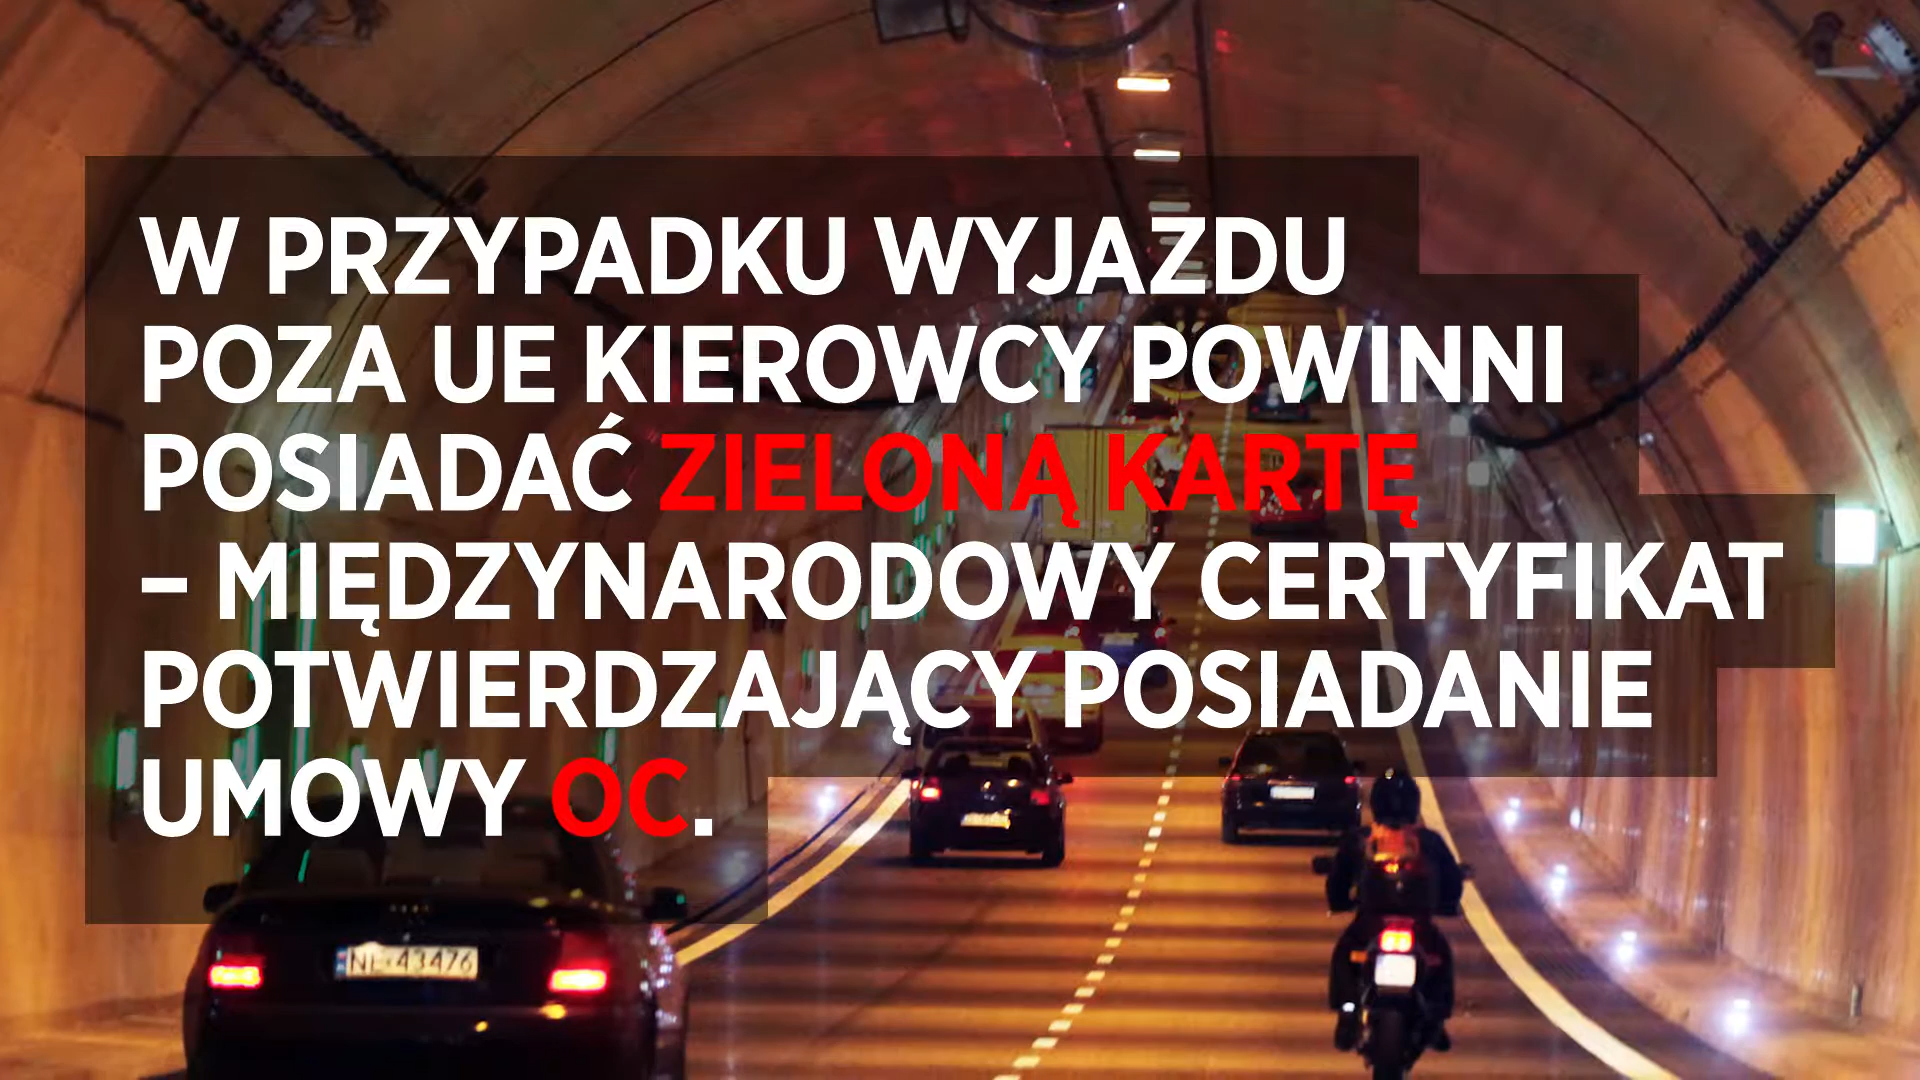 W PRZYPADKU WYJAZDU
POZA UE KIEROWCY POWINNI
POSIADAĆ ZIELONĄ KARTĘ
– MIĘDZYNARODOWY CERTYFIKAT
POTWIERDZAJĄCY POSIADANIE
UMOWY OC.